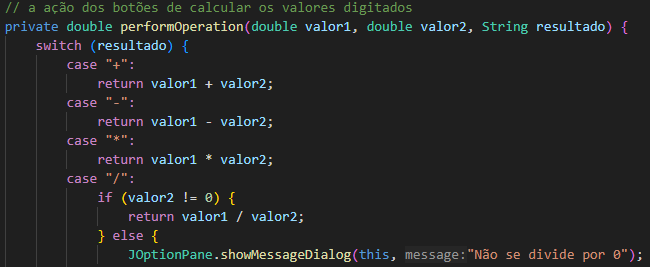 // a ação dos botões de calcular os valores digitados
private double performOperation(double valor1, double valor2, String resultado) {
switch (resultado) {
case "+":
return valor1 + valor2;
case "-":
return valor1 - valor2;
case "*":
return valor1 * valor2;
case "/":
if (valor2 != 0) {
return valor1 / valor2;
} else {
JOptionPane.showMessageDialog(this, message:"Não se divide por 0");